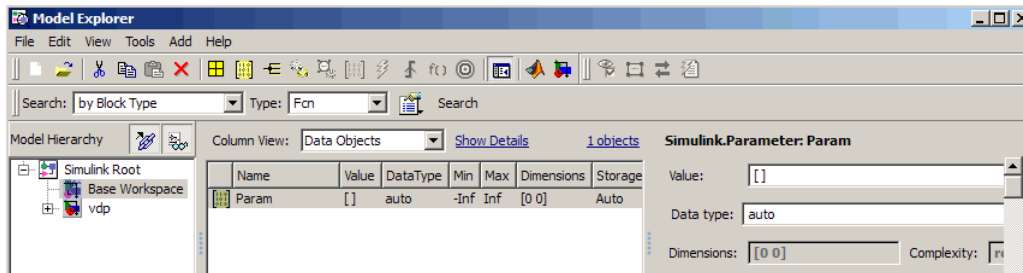 Model Explorer
File Edit View Tools Add Help
f()
Search: by Block Type Type: Fcn Search
Model Hierarchy Column View: Data Objects Show Details 1 objects Simulink.Parameter: Param
Simulink Root Name Value DataType Min Max Dimensions Storage Value: []
Base Workspace Param [] auto -Inf Inf [0 0] Auto
vdp Data type: auto
Dimensions: [0 0] Complexity: